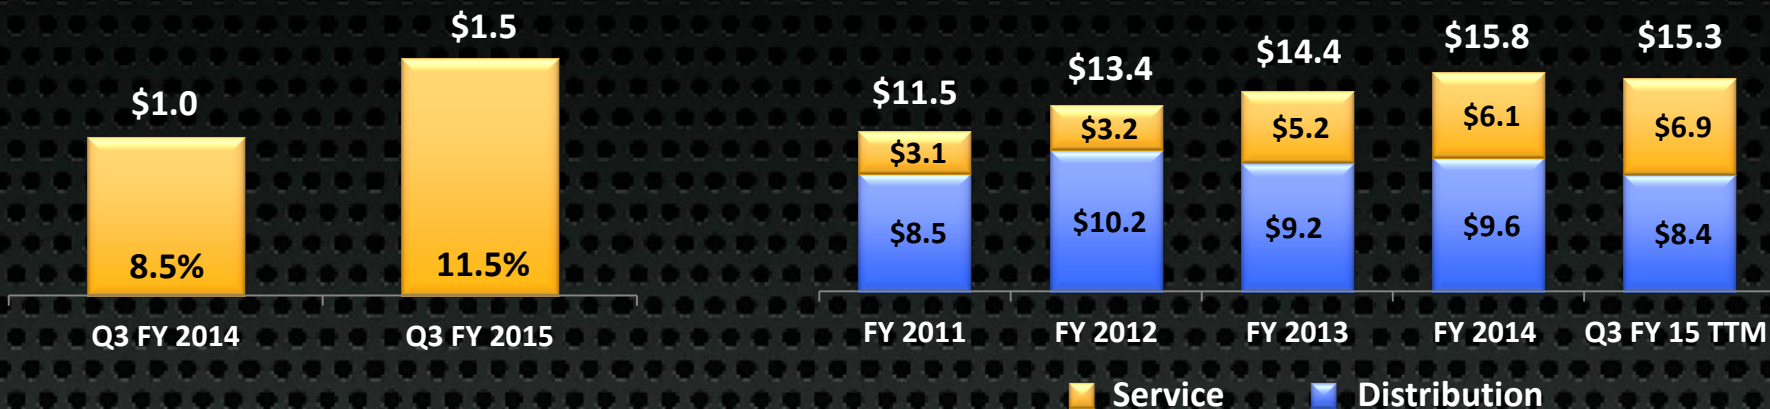 $1.0
$1.5
8.5%
11.5%
Q3 FY 2014
Q3 FY 2015
$11.5
$13.4
$14.4
$15.8
$15.3
$3.1
$3.2
$5.2
$6.1
$6.9
$8.5
$10.2
$9.2
$9.6
$8.4
FY 2011
FY 2012
FY 2013
FY 2014
Q3 FY 15 TTM
Service
Distribution